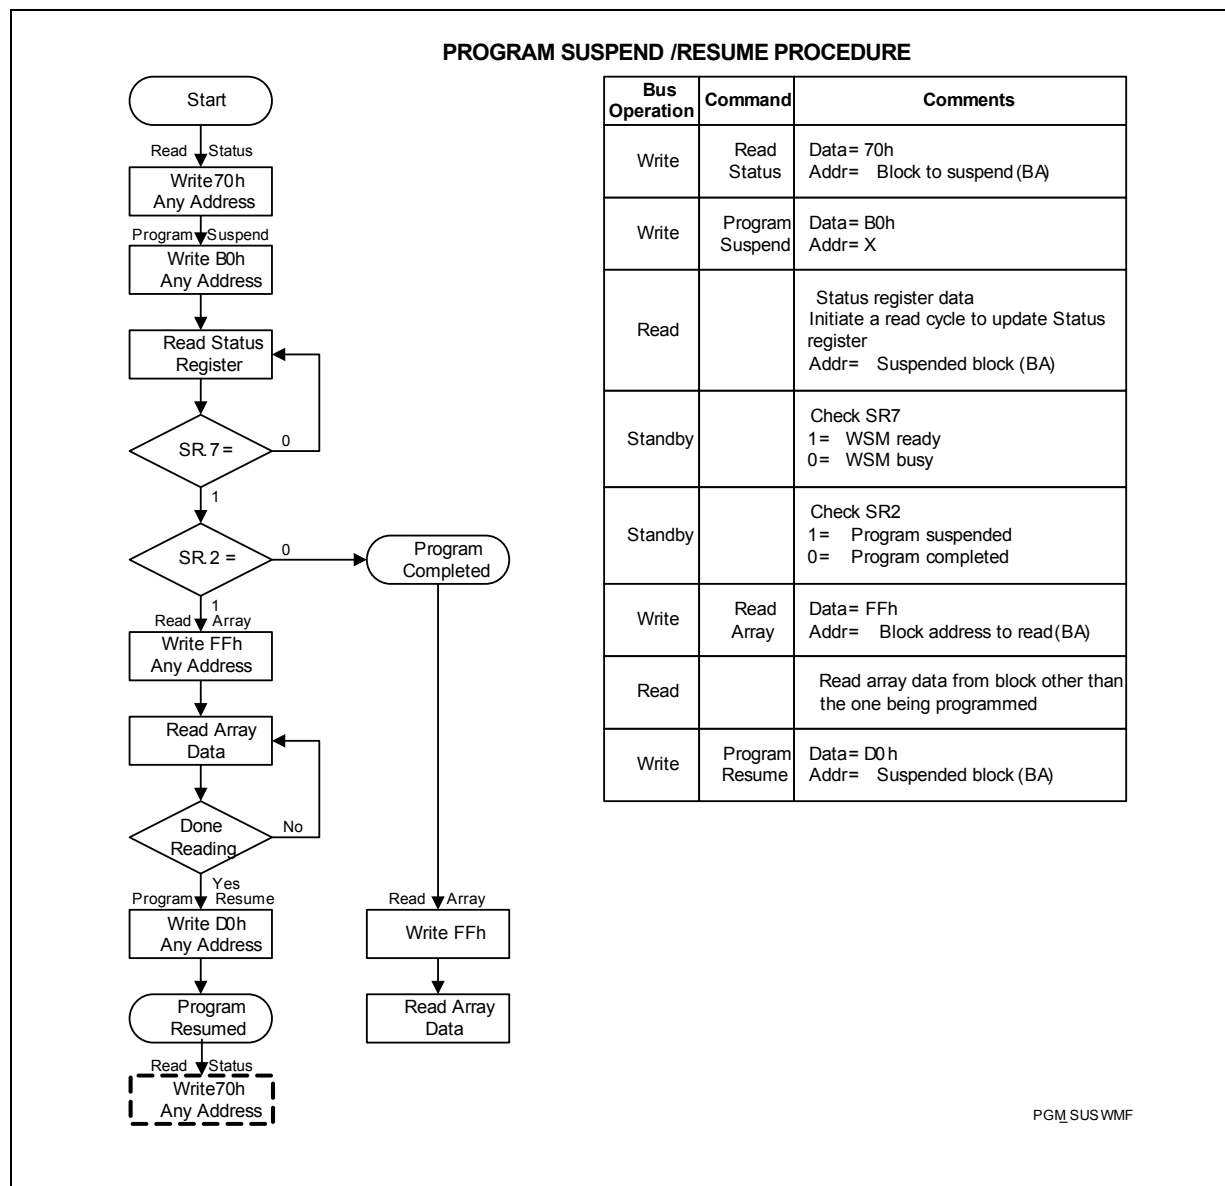 PROGRAM SUSPEND /RESUME PROCEDURE
Start
Read Status
Write70h
Any Address
Program Suspend
Write B0h
Any Address
Read Status
Register
SR.7=
0
1
SR.2=
0
Program
Completed
1
Read Array
Write FFh
Any Address
Read Array
Data
Done
Reading
No
Yes
Program Resume
Write D0h
Any Address
Program
Resumed
Read Status
Write70h
Any Address
Read Array
Write FFh
Read Array
Data
Bus
Operation
Command
Comments
Write
Read
Status
Data= 70h
Addr= Block to suspend (BA)
Write
Program
Suspend
Data= B0h
Addr= X
Read
Status register data
Initiate a read cycle to update Status
register
Addr= Suspended block (BA)
Standby
Check SR7
1= WSM ready
0= WSM busy
Standby
Check SR2
1= Program suspended
0= Program completed
Write
Read
Array
Data= FFh
Addr= Block address to read (BA)
Read
Read array data from block other than
the one being programmed
Write
Program
Resume
Data= D0h
Addr= Suspended block (BA)
PGM_SUS WMF